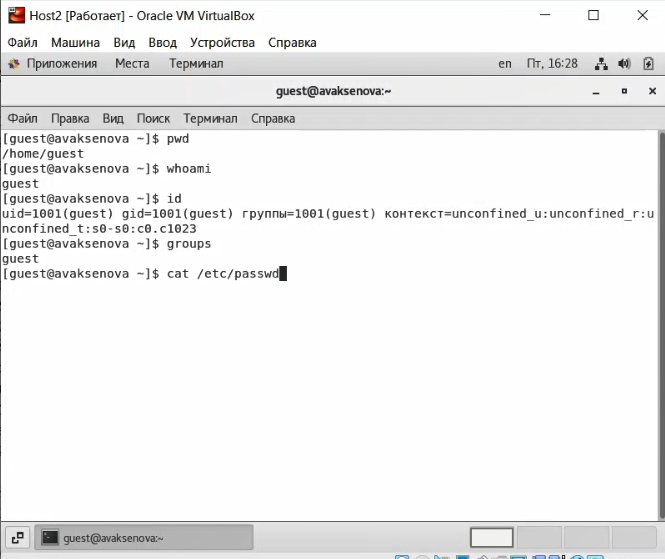 Host2 [Работает] - Oracle VM VirtualBox
Файл Машина Вид Ввод Устройства Справка
Приложения Места Терминал en Пт, 16:28
guest@avaksenova:~
Файл Правка Вид Поиск Терминал Справка
[guest@avaksenova ~]$ pwd
/home/guest
[guest@avaksenova ~]$ whoami
guest
[guest@avaksenova ~]$ id
uid=1001(guest) gid=1001(guest) группы=1001(guest) контекст=unconfined_u:unconfined_r:u
nconfined_t:s0-s0:c0.c1023
[guest@avaksenova ~]$ groups
guest
[guest@avaksenova ~]$ cat /etc/passwd
guest@avaksenova:~